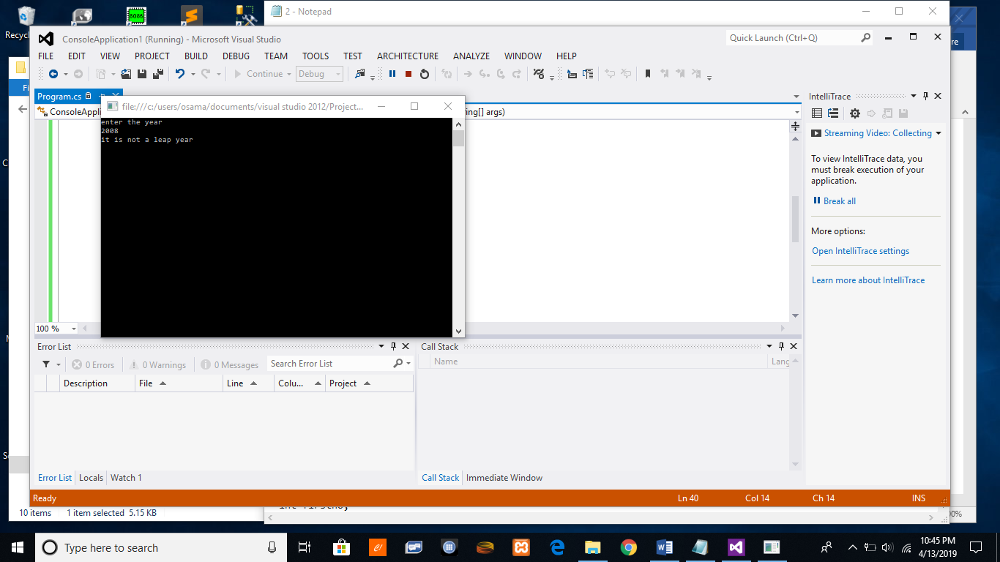 Recycl
8086
2 - Notepad
ConsoleApplication1 (Running) - Microsoft Visual Studio
Quick Launch (Ctrl+Q)
re
FILE EDIT VIEW PROJECT BUILD DEBUG TEAM TOOLS TEST ARCHITECTURE ANALYZE WINDOW HELP
Continue
Debug
Fi
Program.cs
file:///c:/users/osama/documents/visual studio 2012/Project...
ConsoleAppli
ring[] args)
enter the year
2008
it is not a leap year
IntelliTrace
Streaming Video: Collecting
To view IntelliTrace data, you
must break execution of your
application.
Break all
More options:
Open IntelliTrace settings
Learn more about IntelliTrace
100 %
Error List
0 Errors
0 Warnings
0 Messages
Search Error List
Description File Line Colu... Project
Call Stack
Name
Lang
Error List Locals Watch 1
Call Stack Immediate Window
Ready
Ln 40 Col 14 Ch 14 INS
10 items 1 item selected 5.15 KB
00%
Type here to search
10:45 PM
4/13/2019